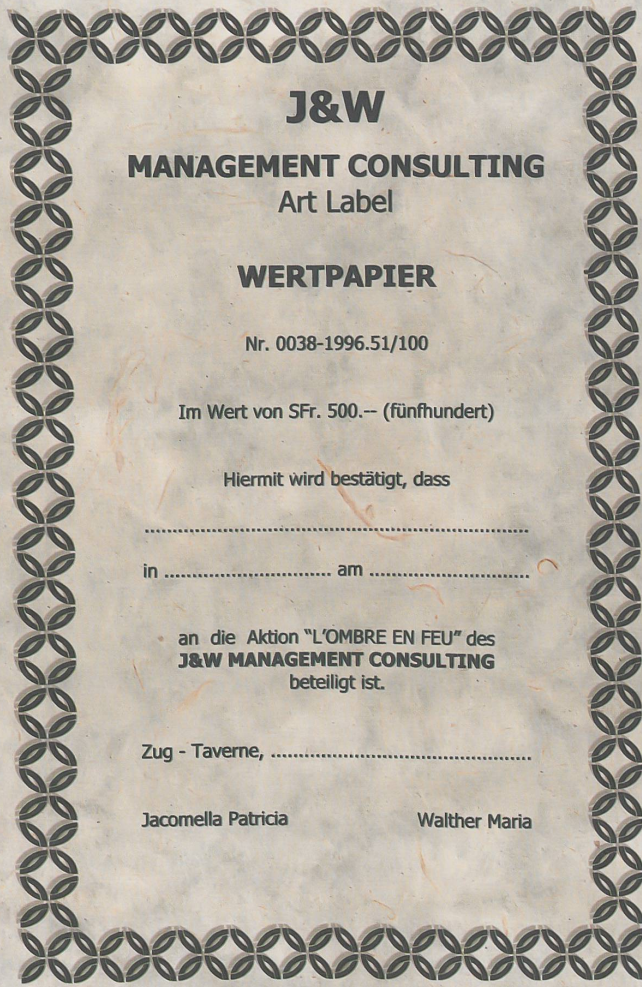 J&W
MANAGEMENT CONSULTING
Art Label
WERTPAPIER
Nr. 0038-1996.51/100
Im Wert von SFr. 500.-- (fünfhundert)
Hiermit wird bestätigt, dass
................................................................................
in .................................. am .................................
an die Aktion "L'OMBRE EN FEU" des
J&W MANAGEMENT CONSULTING
beteiligt ist.
Zug - Taverne, ......................................................
Jacomella Patricia Walther Maria